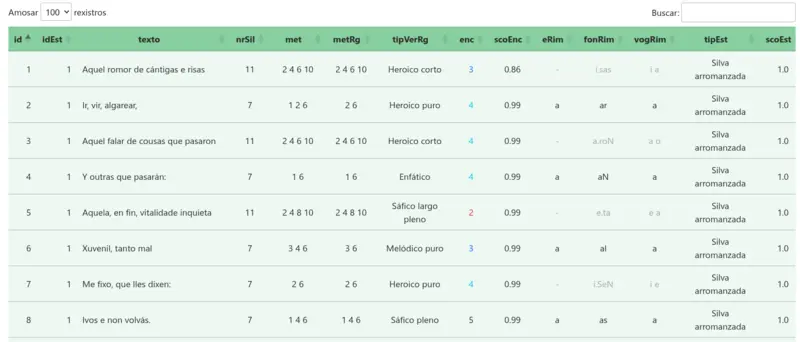 Amosar 100 rexistros Buscar:
id idEst texto nrSil met metRg tipVerRg enc scoEnc eRim fonRim vogRim tipEst scoEst
1 1 Aquel romor de cántigas e risas 11 2 4 6 10 2 4 6 10 Heroico corto 3 0.86 - i.sas i a Silva arromanzada 1.0
2 1 Ir, vir, algarear, 7 1 2 6 2 6 Heroico puro 4 0.99 a ar a Silva arromanzada 1.0
3 1 Aquel falar de cousas que pasaron 11 2 4 6 10 2 4 6 10 Heroico corto 4 0.99 - a.roN a o Silva arromanzada 1.0
4 1 Y outras que pasarán: 7 1 6 1 6 Enfático 4 0.99 a aN a Silva arromanzada 1.0
5 1 Aquela, en fin, vitalidade inquieta 11 2 4 8 10 2 4 8 10 Sáfico largo pleno 2 0.99 - e.ta e a Silva arromanzada 1.0
6 1 Xuvenil, tanto mal 7 3 4 6 3 6 Melódico puro 3 0.99 a al a Silva arromanzada 1.0
7 1 Me fixo, que lles dixen: 7 2 6 2 6 Heroico puro 4 0.99 - i.SeN i e Silva arromanzada 1.0
8 1 Ivos e non volvás. 7 1 4 6 1 4 6 Sáfico pleno 5 0.99 a as a Silva arromanzada 1.0